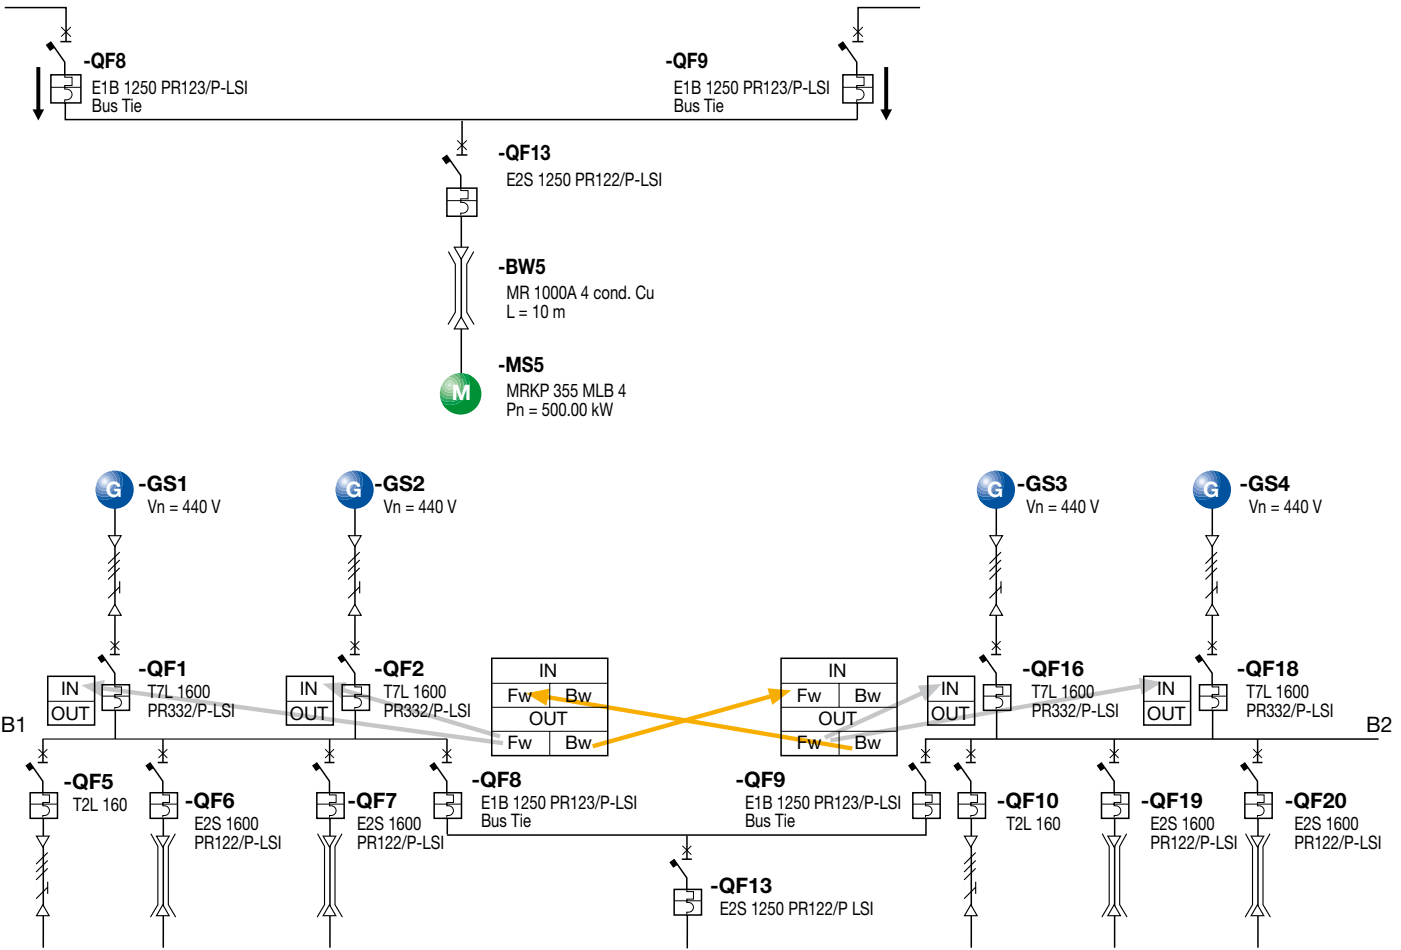 -QF8
E1B 1250 PR123/P-LSI
Bus Tie
-QF9
E1B 1250 PR123/P-LSI
Bus Tie
-QF13
E2S 1250 PR122/P-LSI
-BW5
MR 1000A 4 cond. Cu
L = 10 m
-MS5
M
MRKP 355 MLB 4
Pn = 500.00 kW
G
-GS1
Vn = 440 V
G
-GS2
Vn = 440 V
G
-GS3
Vn = 440 V
G
-GS4
Vn = 440 V
-QF1
T7L 1600
PR332/P-LSI
IN
OUT
-QF2
T7L 1600
PR332/P-LSI
IN
OUT
IN
Fw Bw
OUT
Fw Bw
IN
Fw Bw
OUT
Fw Bw
IN
OUT
-QF16
T7L 1600
PR332/P-LSI
IN
OUT
-QF18
T7L 1600
PR332/P-LSI
B1
B2
-QF5
T2L 160
-QF6
E2S 1600
PR122/P-LSI
-QF7
E2S 1600
PR122/P-LSI
-QF8
E1B 1250 PR123/P-LSI
Bus Tie
-QF9
E1B 1250 PR123/P-LSI
Bus Tie
-QF10
T2L 160
-QF19
E2S 1600
PR122/P-LSI
-QF20
E2S 1600
PR122/P-LSI
-QF13
E2S 1250 PR122/P LSI